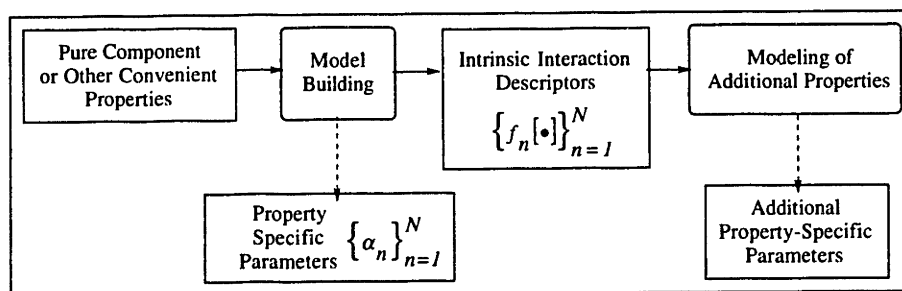 Pure Component
or Other Convenient
Properties
Model
Building
Intrinsic Interaction
Descriptors
{f_n[•]}_{n=1}^{N}
Modeling of
Additional Properties
Property
Specific
Parameters {α_n}_{n=1}^{N}
Additional
Property-Specific
Parameters